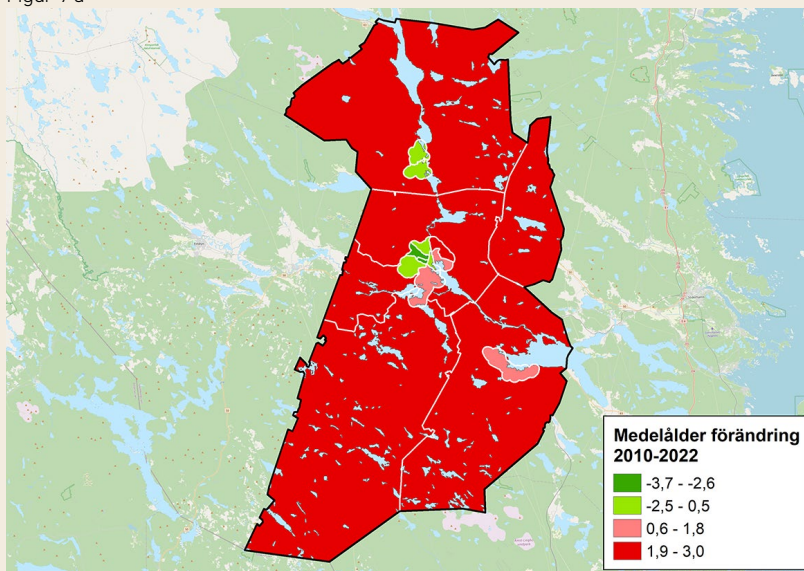 Medelålder förändring
2010-2022
-3,7 - -2,6
-2,5 - 0,5
0,6 - 1,8
1,9 - 3,0